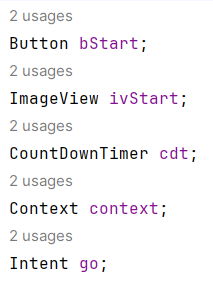 2 usages
Button bStart;
2 usages
ImageView ivStart;
2 usages
CountDownTimer cdt;
2 usages
Context context;
2 usages
Intent go;